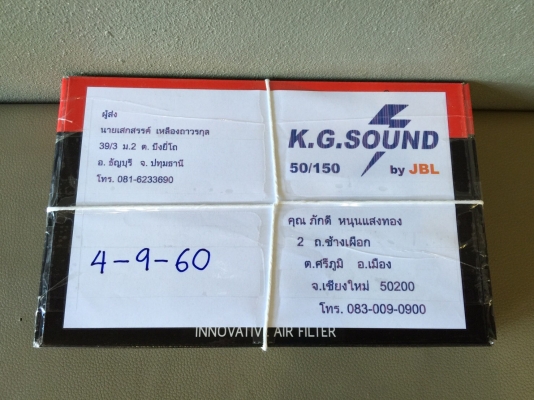 ผู้ส่ง
นายเสกสรรค์ เหลืองถาวรกุล
39/3 ม.2 ต. บึงยี่โถ
อ. ธัญบุรี จ. ปทุมธานี
โทร. 081-6233690
K.G.SOUND
50/150 by JBL
คุณ ภักดี หนุนแสงทอง
2 ถ.ช้างเผือก
ต.ศรีภูมิ อ.เมือง
จ.เชียงใหม่ 50200
โทร. 083-009-0900
4-9-60
INNOVATIVE AIR FILTER